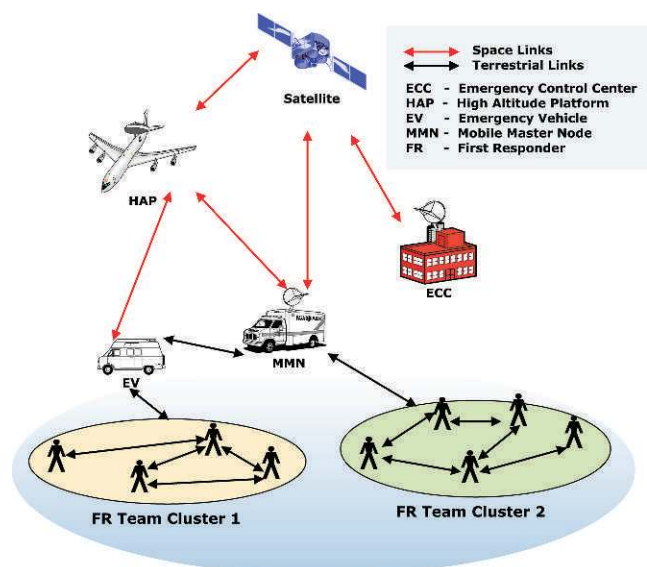 Satellite
Space Links
Terrestrial Links
ECC - Emergency Control Center
HAP - High Altitude Platform
EV - Emergency Vehicle
MMN - Mobile Master Node
FR - First Responder
HAP
ECC
MMN
EV
FR Team Cluster 1
FR Team Cluster 2